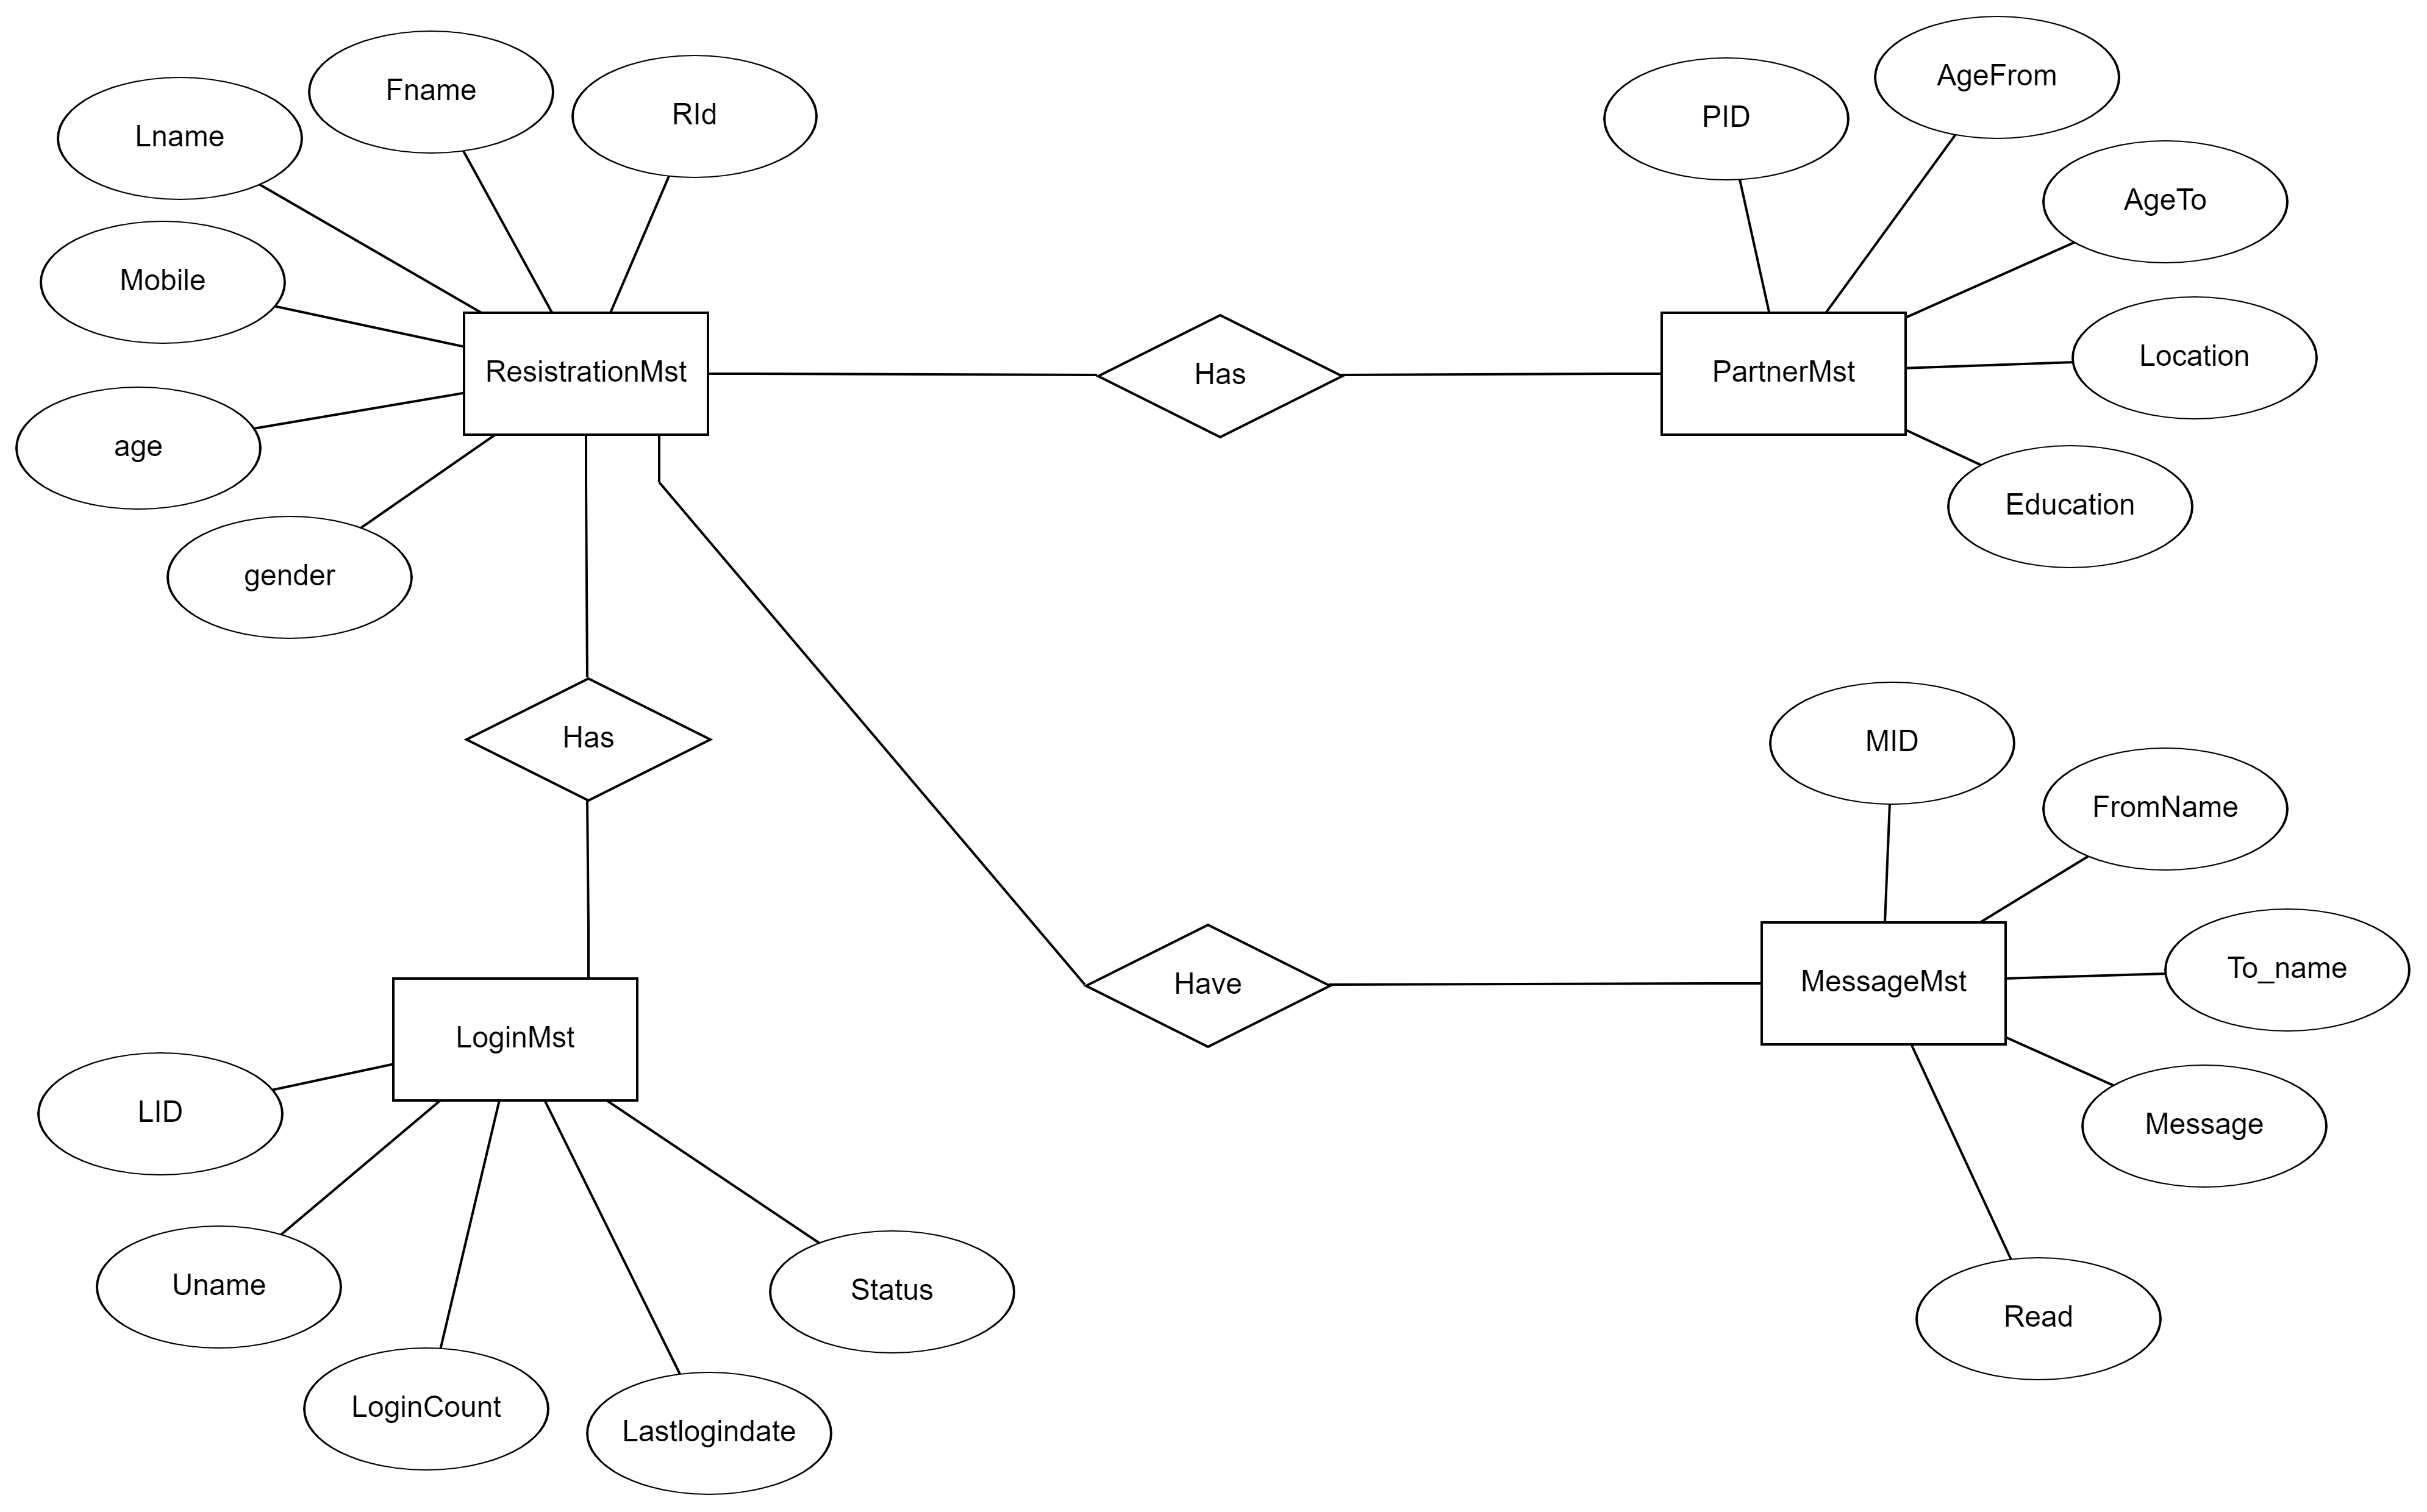 Fname
RId
Lname
Mobile
age
gender
ResistrationMst
Has
PID
AgeFrom
AgeTo
Location
Education
PartnerMst
Has
Have
MID
FromName
To_name
Message
Read
MessageMst
LoginMst
LID
Uname
LoginCount
Lastlogindate
Status